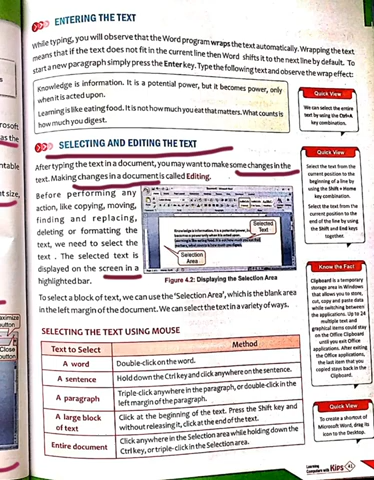 ENTERING THE TEXT
While typing, you will observe that the Word program wraps the text automatically. Wrapping the text
means that if the text does not fit in the current line then Word shifts it to the next line by default. To
start a new paragraph simply press the Enter key. Type the following text and observe the wrap effect:
Knowledge is information. It is a potential power, but it becomes power, only
when it is acted upon.
Learning is like eating food. It is not how much you eat that matters. What counts is
how much you digest.
Quick View
We can select the entire
text by using the Ctrl+A
key combination.
SELECTING AND EDITING THE TEXT
After typing the text in a document, you may want to make some changes in the
text. Making changes in a document is called Editing.
Before performing any
action, like copying, moving,
finding and replacing,
deleting or formatting the
text, we need to select the
text . The selected text is
displayed on the screen in a
highlighted bar.
Selected
Text
Selection
Area
Figure 4.2: Displaying the Selection Area
To select a block of text, we can use the 'Selection Area', which is the blank area
in the left margin of the document. We can select the text in a variety of ways.
Quick View
Select the text from the
current position to the
beginning of a line by
using the Shift + Home
key combination.
Select the text from the
current position to the
end of the line by using
the Shift and End keys
together.
Know the Fact
Clipboard is a temporary
storage area in Windows
that allows you to store,
cut, copy and paste data
while switching between
the applications. Up to 24
multiple text and
graphical items could stay
on the Office Clipboard
until you exit Office
applications. After exiting
the Office applications,
the last item that you
copied stays back in the
Clipboard.
SELECTING THE TEXT USING MOUSE
Text to Select
Method
A word
Double-click on the word.
A sentence
Hold down the Ctrl key and click anywhere on the sentence.
A paragraph
Triple-click anywhere in the paragraph, or double-click in the
left margin of the paragraph.
A large block
of text
Click at the beginning of the text. Press the Shift key and
without releasing it, click at the end of the text.
Entire document
Click anywhere in the Selection area while holding down the
Ctrl key, or triple-click in the Selection area.
Quick View
To create a shortcut of
Microsoft Word, drag its
icon to the Desktop.
Learning
Computers with Kips 41